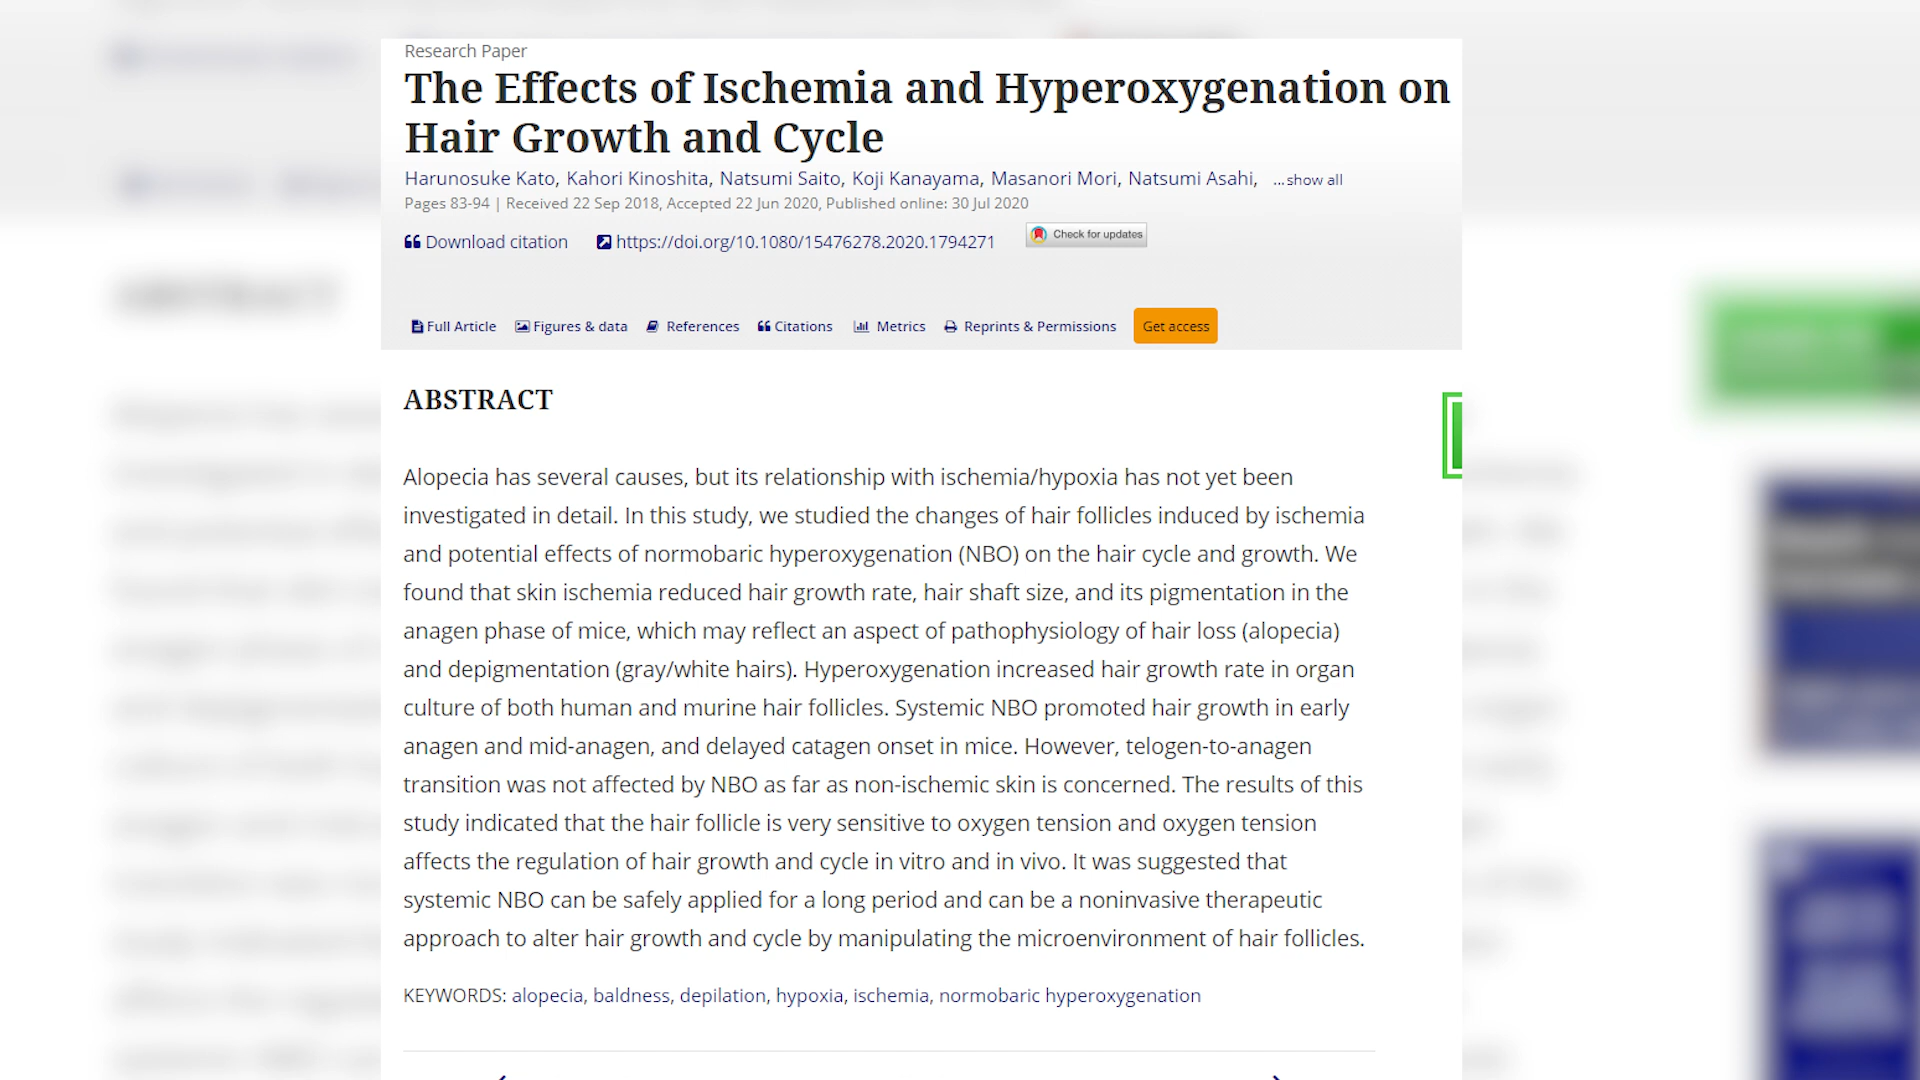 Research Paper
The Effects of Ischemia and Hyperoxygenation on
Hair Growth and Cycle
Harunosuke Kato, Kahori Kinoshita, Natsumi Saito, Koji Kanayama, Masanori Mori, Natsumi Asahi, ...show all
Pages 83-94 | Received 22 Sep 2018, Accepted 22 Jun 2020, Published online: 30 Jul 2020
Download citation https://doi.org/10.1080/15476278.2020.1794271 Check for updates
Full Article Figures & data References Citations Metrics Reprints & Permissions Get access
ABSTRACT
Alopecia has several causes, but its relationship with ischemia/hypoxia has not yet been
investigated in detail. In this study, we studied the changes of hair follicles induced by ischemia
and potential effects of normobaric hyperoxygenation (NBO) on the hair cycle and growth. We
found that skin ischemia reduced hair growth rate, hair shaft size, and its pigmentation in the
anagen phase of mice, which may reflect an aspect of pathophysiology of hair loss (alopecia)
and depigmentation (gray/white hairs). Hyperoxygenation increased hair growth rate in organ
culture of both human and murine hair follicles. Systemic NBO promoted hair growth in early
anagen and mid-anagen, and delayed catagen onset in mice. However, telogen-to-anagen
transition was not affected by NBO as far as non-ischemic skin is concerned. The results of this
study indicated that the hair follicle is very sensitive to oxygen tension and oxygen tension
affects the regulation of hair growth and cycle in vitro and in vivo. It was suggested that
systemic NBO can be safely applied for a long period and can be a noninvasive therapeutic
approach to alter hair growth and cycle by manipulating the microenvironment of hair follicles.
KEYWORDS: alopecia, baldness, depilation, hypoxia, ischemia, normobaric hyperoxygenation